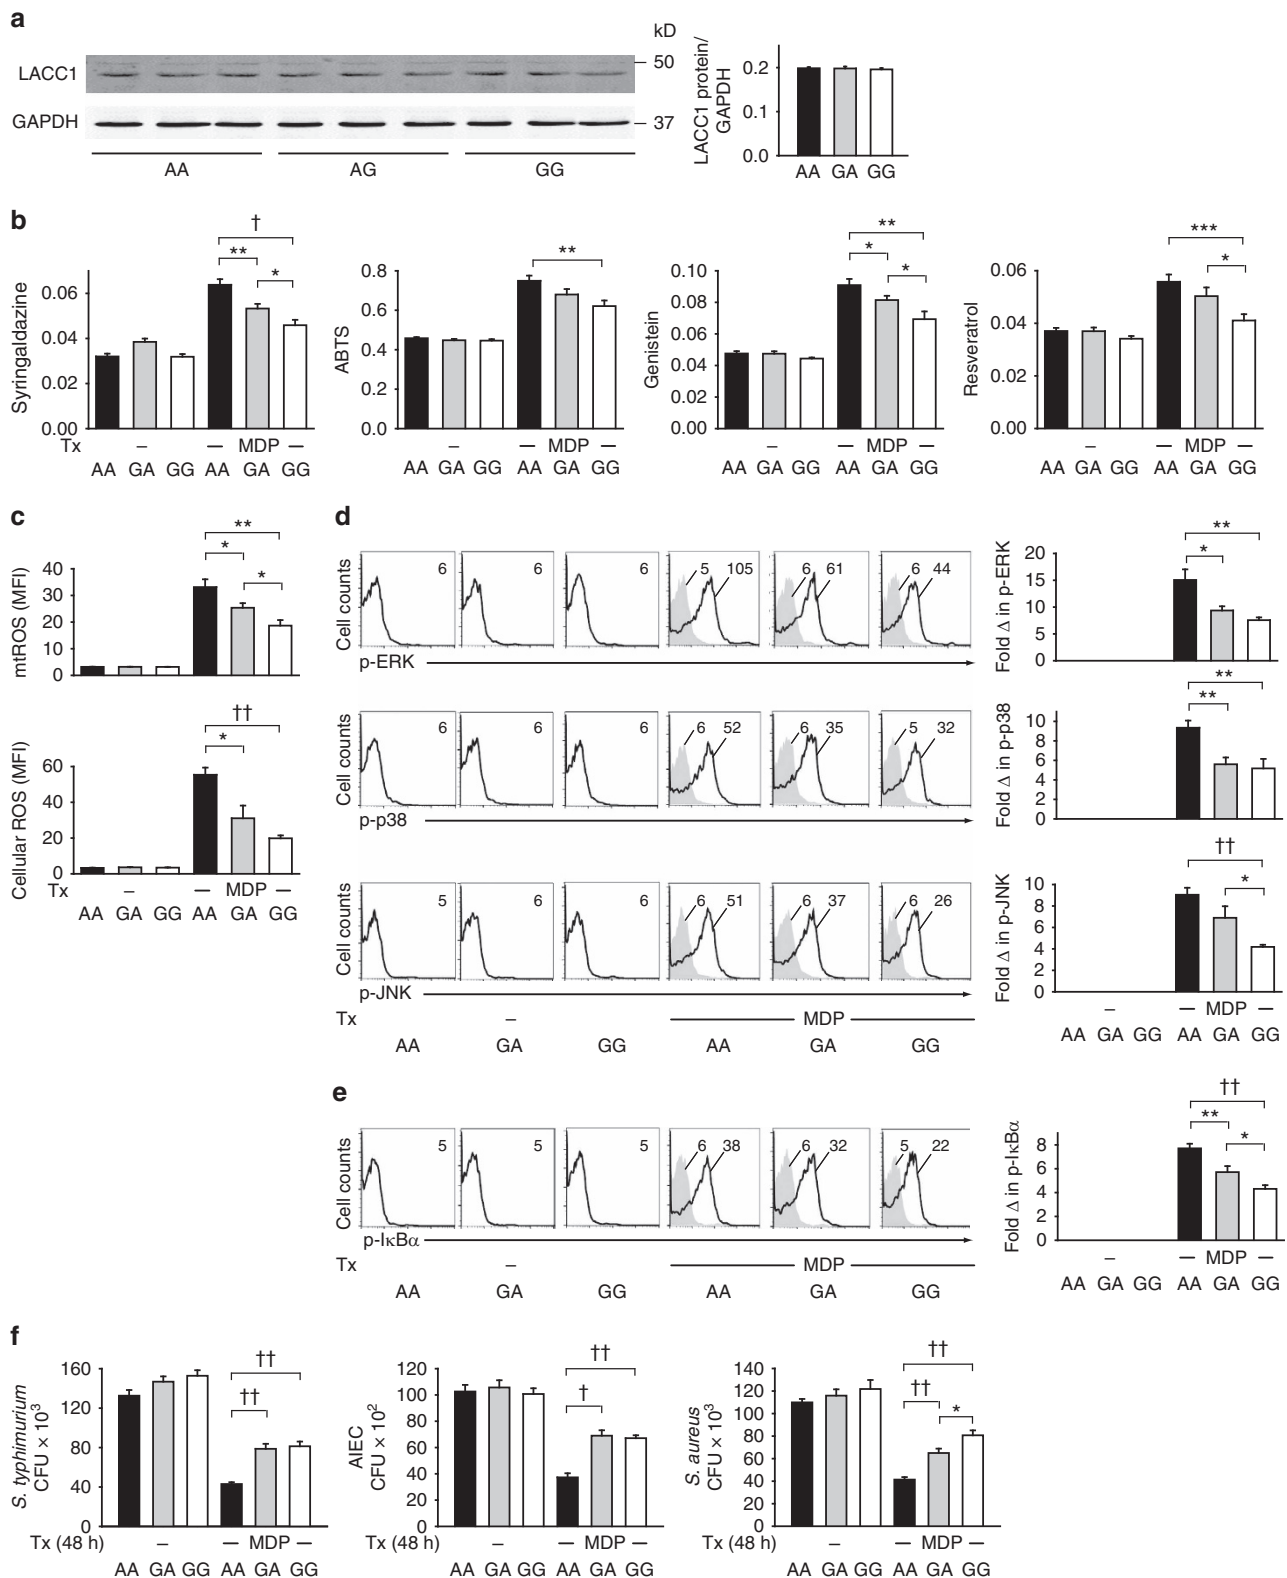 a
kD
LACC1
50
GAPDH
37
AA AG GG
LACC1 protein/
GAPDH
0.2
0.1
0.0
AA GA GG
b
Syringaldazine
0.06
0.04
0.02
0.00
† ** *
Tx – – MDP –
AA GA GG AA GA GG
ABTS
0.8
0.6
0.4
0.2
0.0
**
– – MDP –
AA GA GG AA GA GG
Genistein
0.10
0.08
0.06
0.04
0.02
0.00
** * *
– – MDP –
AA GA GG AA GA GG
Resveratrol
0.06
0.04
0.02
0.00
*** *
– – MDP –
AA GA GG AA GA GG
c
mtROS (MFI)
40
30
20
10
0
** * *
Cellular ROS (MFI)
60
40
20
0
†† *
Tx – – MDP –
AA GA GG AA GA GG
d
Cell counts
6 6 6 5 105 6 61 6 44
p-ERK
Fold Δ in p-ERK
20
15
10
5
0
** *
Cell counts
6 6 6 6 52 6 35 5 32
p-p38
Fold Δ in p-p38
10
8
6
4
2
0
** **
Cell counts
5 6 6 6 51 6 37 6 26
p-JNK
Tx – MDP
AA GA GG AA GA GG
Fold Δ in p-JNK
10
8
6
4
2
0
†† *
– – MDP –
AA GA GG AA GA GG
e
Cell counts
5 5 5 6 38 6 32 5 22
p-IκBα
Tx – MDP
AA GA GG AA GA GG
Fold Δ in p-IκBα
8
6
4
2
0
†† ** *
– – MDP –
AA GA GG AA GA GG
f
S. typhimurium
CFU × 10³
160
120
80
40
0
†† ††
Tx (48 h) – – MDP –
AA GA GG AA GA GG
AIEC
CFU × 10²
120
100
80
60
40
20
0
†† †
Tx (48 h) – – MDP –
AA GA GG AA GA GG
S. aureus
CFU × 10³
140
120
100
80
60
40
20
0
†† †† *
Tx (48 h) – – MDP –
AA GA GG AA GA GG